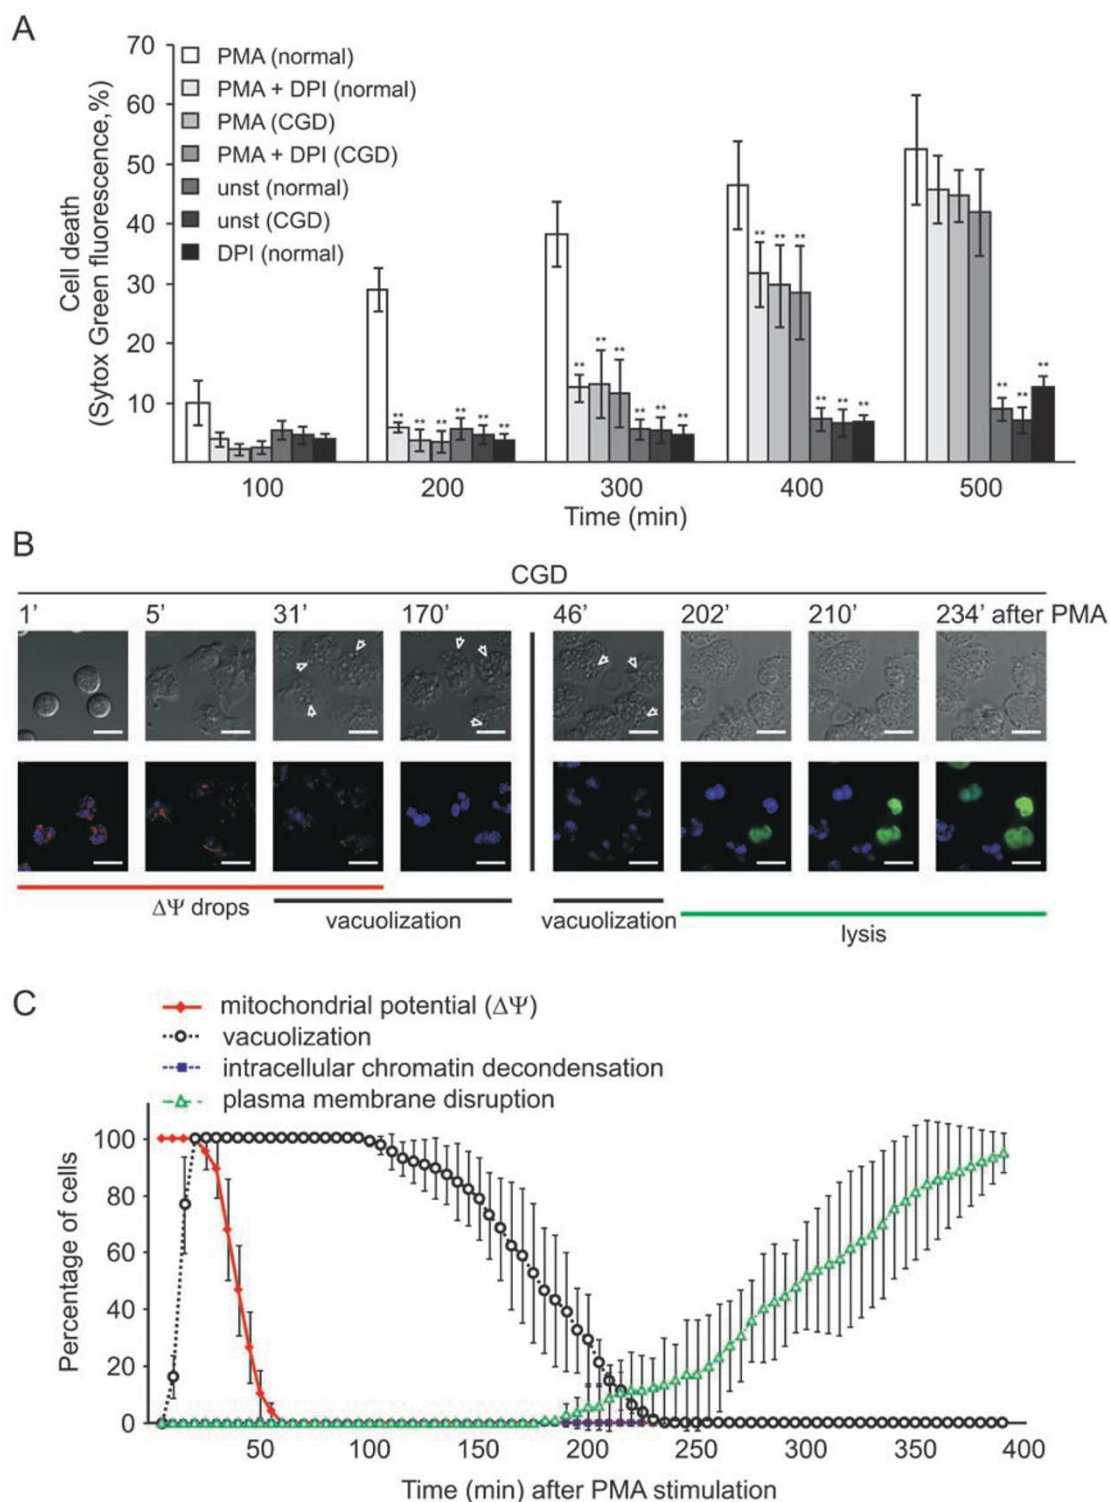 A
Cell death
(Sytox Green fluorescence,%)
70
60
50
40
30
20
10
PMA (normal)
PMA + DPI (normal)
PMA (CGD)
PMA + DPI (CGD)
unst (normal)
unst (CGD)
DPI (normal)
** ** ** ** ** **
** ** ** ** ** **
** ** ** ** ** **
** ** **
100 200 300 400 500
Time (min)
B
CGD
1' 5' 31' 170' 46' 202' 210' 234' after PMA
ΔΨ drops
vacuolization
vacuolization
lysis
C
mitochondrial potential (ΔΨ)
vacuolization
intracellular chromatin decondensation
plasma membrane disruption
Percentage of cells
100
80
60
40
20
0
50 100 150 200 250 300 350 400
Time (min) after PMA stimulation